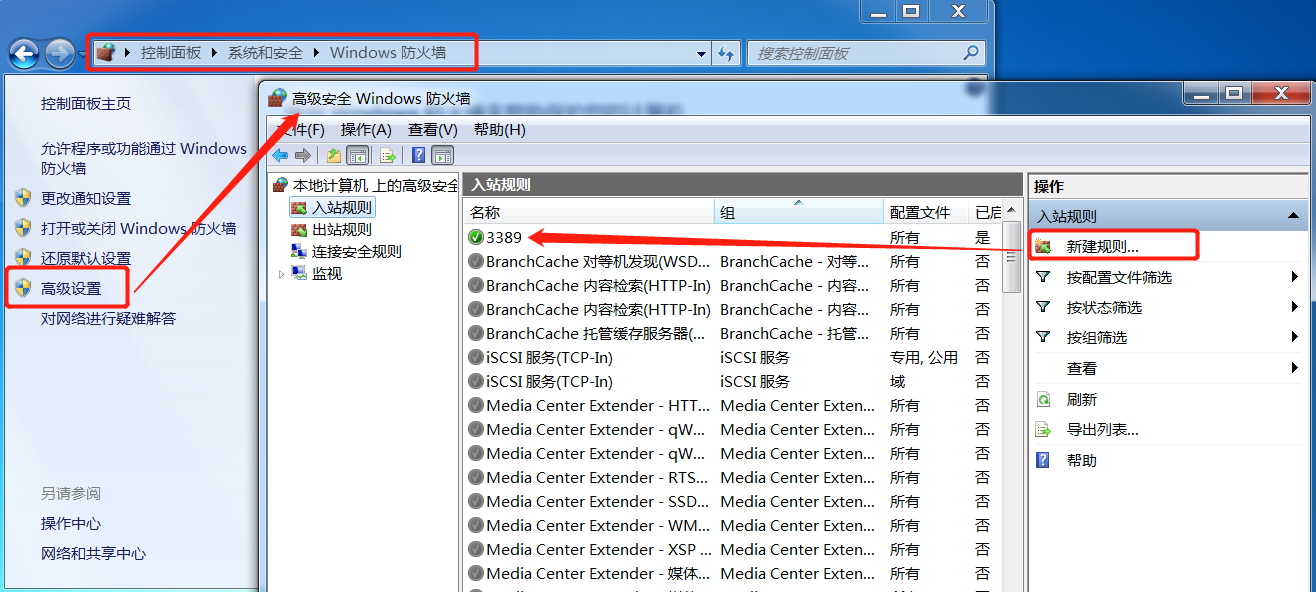 控制面板 系统和安全 Windows 防火墙
搜索控制面板
控制面板主页
允许程序或功能通过 Windows
防火墙
更改通知设置
打开或关闭 Windows 防火墙
还原默认设置
高级设置
对网络进行疑难解答
另请参阅
操作中心
网络和共享中心
高级安全 Windows 防火墙
文件(F) 操作(A) 查看(V) 帮助(H)
本地计算机 上的高级安全
入站规则
出站规则
连接安全规则
监视
入站规则
名称 组 配置文件 已启
3389 所有 是
BranchCache 对等机发现(WSD... BranchCache - 对等... 所有 否
BranchCache 内容检索(HTTP-In) BranchCache - 内容... 所有 否
BranchCache 内容检索(HTTP-In) BranchCache - 内容... 所有 否
BranchCache 托管缓存服务器(... BranchCache - 托管... 所有 否
iSCSI 服务(TCP-In) iSCSI 服务 专用, 公用 否
iSCSI 服务(TCP-In) iSCSI 服务 域 否
Media Center Extender - HTT... Media Center Exten... 所有 否
Media Center Extender - qW... Media Center Exten... 所有 否
Media Center Extender - qW... Media Center Exten... 所有 否
Media Center Extender - RTS... Media Center Exten... 所有 否
Media Center Extender - SSD... Media Center Exten... 所有 否
Media Center Extender - WM... Media Center Exten... 所有 否
Media Center Extender - XSP ... Media Center Exten... 所有 否
Media Center Extender - 媒体... Media Center Exten... 所有 否
操作
入站规则
新建规则...
按配置文件筛选
按状态筛选
按组筛选
查看
刷新
导出列表...
帮助